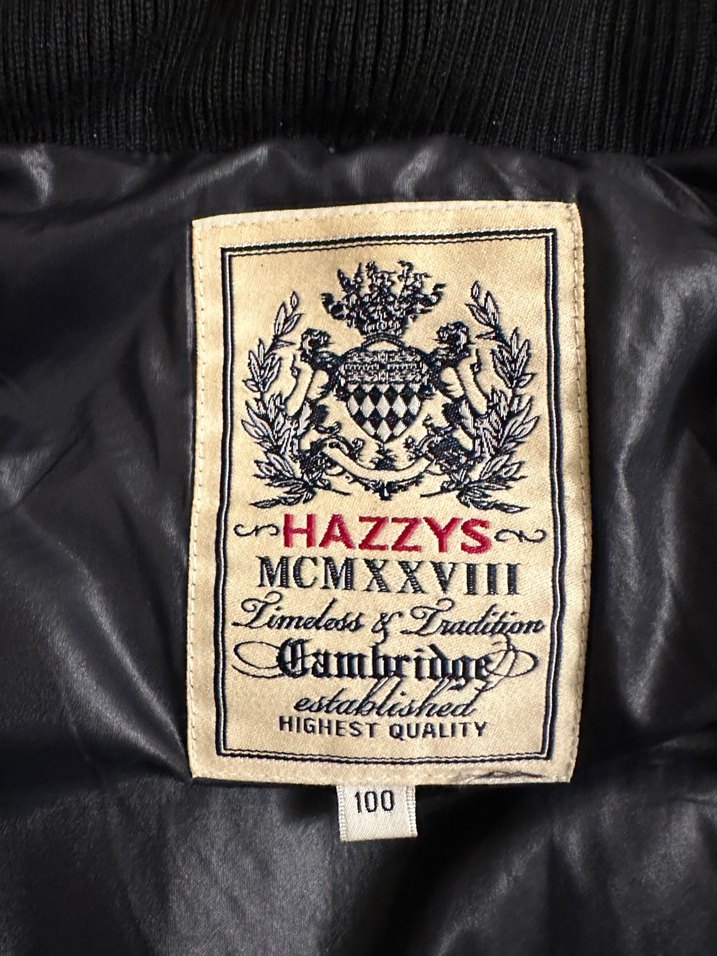 HAZZYS
MCMXXVIII
Timeless & Tradition
Cambridge
established
HIGHEST QUALITY
100